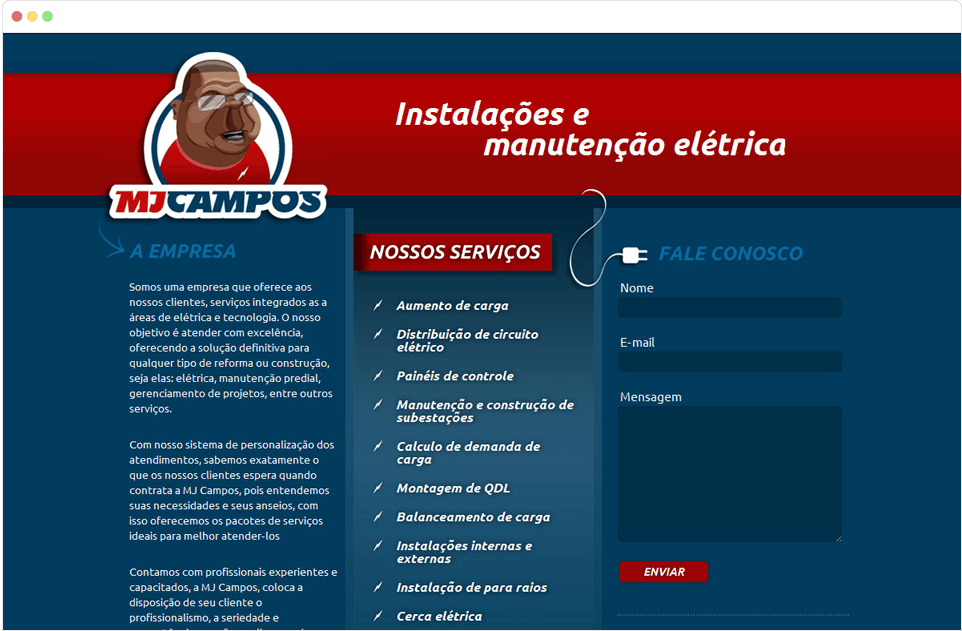 Instalações e
manutenção elétrica
MJCAMPOS
A EMPRESA
Somos uma empresa que oferece aos
nossos clientes, serviços integrados as a
áreas de elétrica e tecnologia. O nosso
objetivo é atender com excelência,
oferecendo a solução definitiva para
qualquer tipo de reforma ou construção,
seja elas: elétrica, manutenção predial,
gerenciamento de projetos, entre outros
serviços.
Com nosso sistema de personalização dos
atendimentos, sabemos exatamente o
que os nossos clientes espera quando
contrata a MJ Campos, pois entendemos
suas necessidades e seus anseios, com
isso oferecemos os pacotes de serviços
ideais para melhor atender-los
Contamos com profissionais experientes e
capacitados, a MJ Campos, coloca a
disposição de seu cliente o
profissionalismo, a seriedade e
NOSSOS SERVIÇOS
Aumento de carga
Distribuição de circuito
elétrico
Painéis de controle
Manutenção e construção de
subestações
Calculo de demanda de
carga
Montagem de QDL
Balanceamento de carga
Instalações internas e
externas
Instalação de para raios
Cerca elétrica
FALE CONOSCO
Nome
E-mail
Mensagem
ENVIAR